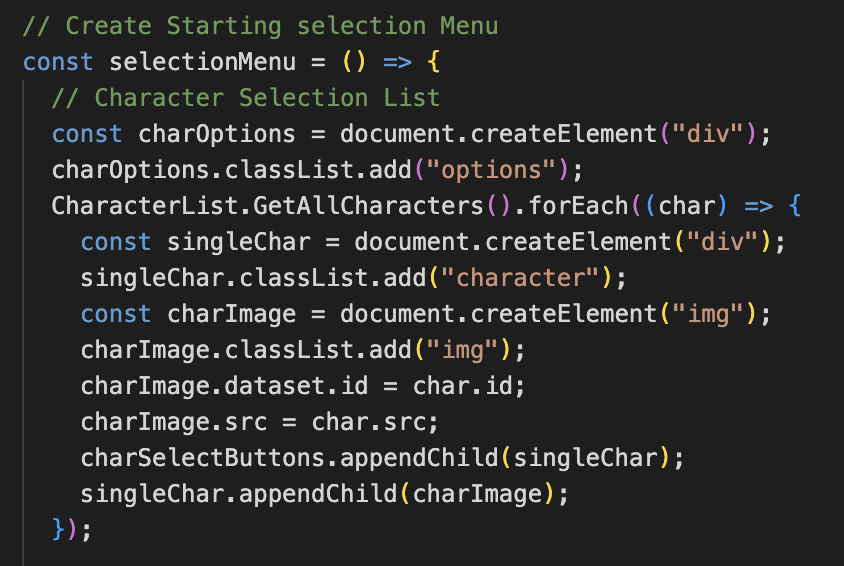 // Create Starting selection Menu
const selectionMenu = () => {
  // Character Selection List
  const charOptions = document.createElement("div");
  charOptions.classList.add("options");
  CharacterList.GetAllCharacters().forEach((char) => {
    const singleChar = document.createElement("div");
    singleChar.classList.add("character");
    const charImage = document.createElement("img");
    charImage.classList.add("img");
    charImage.dataset.id = char.id;
    charImage.src = char.src;
    charSelectButtons.appendChild(singleChar);
    singleChar.appendChild(charImage);
  });